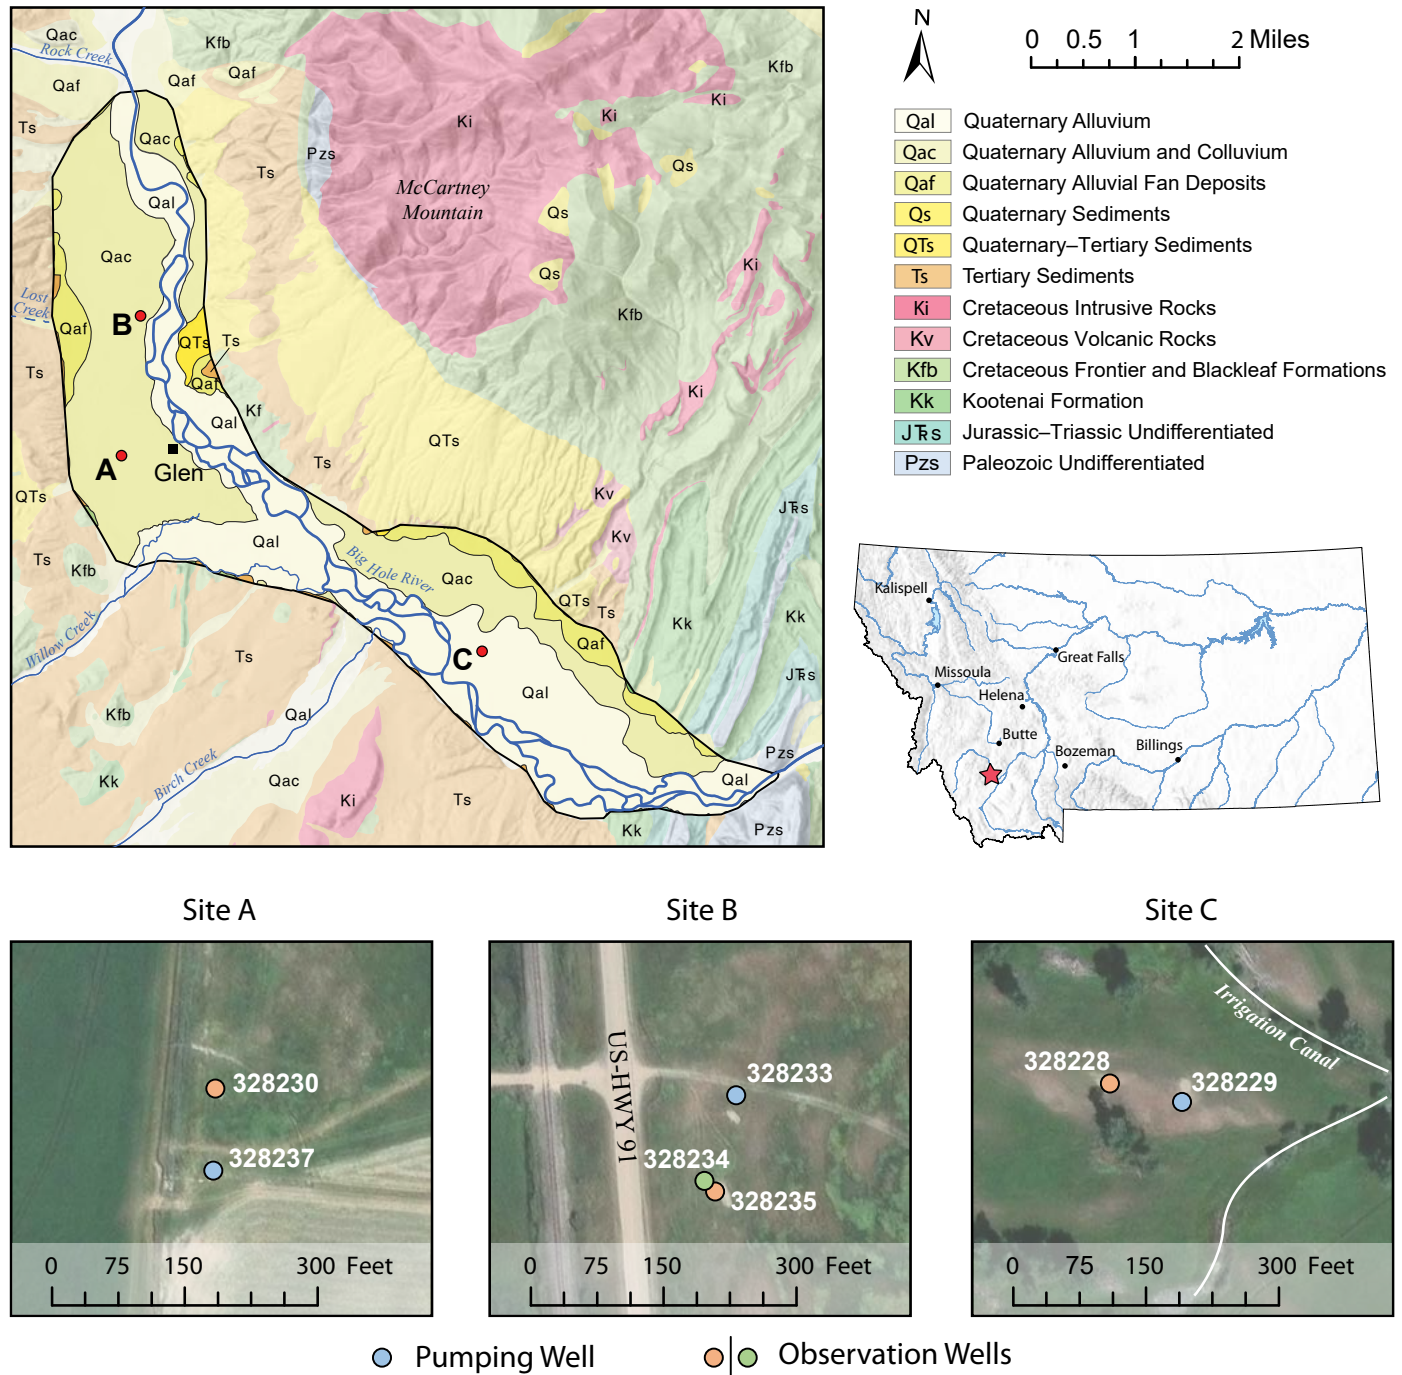 Qac
Rock Creek
Qaf
Kfb
Qaf
Qaf
Kfb
Ts
Qac
Ts
Pzs
Ki
Ki
Ki
Qs
McCartney
Mountain
Qal
Qs
Qac
Qs
Ki
Lost
Creek
B
Qaf
Kfb
QTs
Ts
Ts
Qaf
Ki
Qal
Kf
QTs
A
Glen
Ts
QTs
Kv
JTRs
Kv
Qal
Ts
Kfb
Big Hole River
Qac
QTs
Ts
Kk
Kk
Willow Creek
Ts
C
Qaf
JTRs
Qal
Kfb
Qal
Pzs
Birch Creek
Qac
Kk
Ki
Ts
Qal
Kk
Pzs
N
0 0.5 1 2 Miles
Qal Quaternary Alluvium
Qac Quaternary Alluvium and Colluvium
Qaf Quaternary Alluvial Fan Deposits
Qs Quaternary Sediments
QTs Quaternary–Tertiary Sediments
Ts Tertiary Sediments
Ki Cretaceous Intrusive Rocks
Kv Cretaceous Volcanic Rocks
Kfb Cretaceous Frontier and Blackleaf Formations
Kk Kootenai Formation
JTRs Jurassic–Triassic Undifferentiated
Pzs Paleozoic Undifferentiated
Kalispell
Great Falls
Missoula
Helena
Butte
Bozeman
Billings
Site A
328230
328237
0 75 150 300 Feet
Site B
US-HWY 91
328233
328234
328235
0 75 150 300 Feet
Site C
Irrigation Canal
328228
328229
0 75 150 300 Feet
Pumping Well
Observation Wells